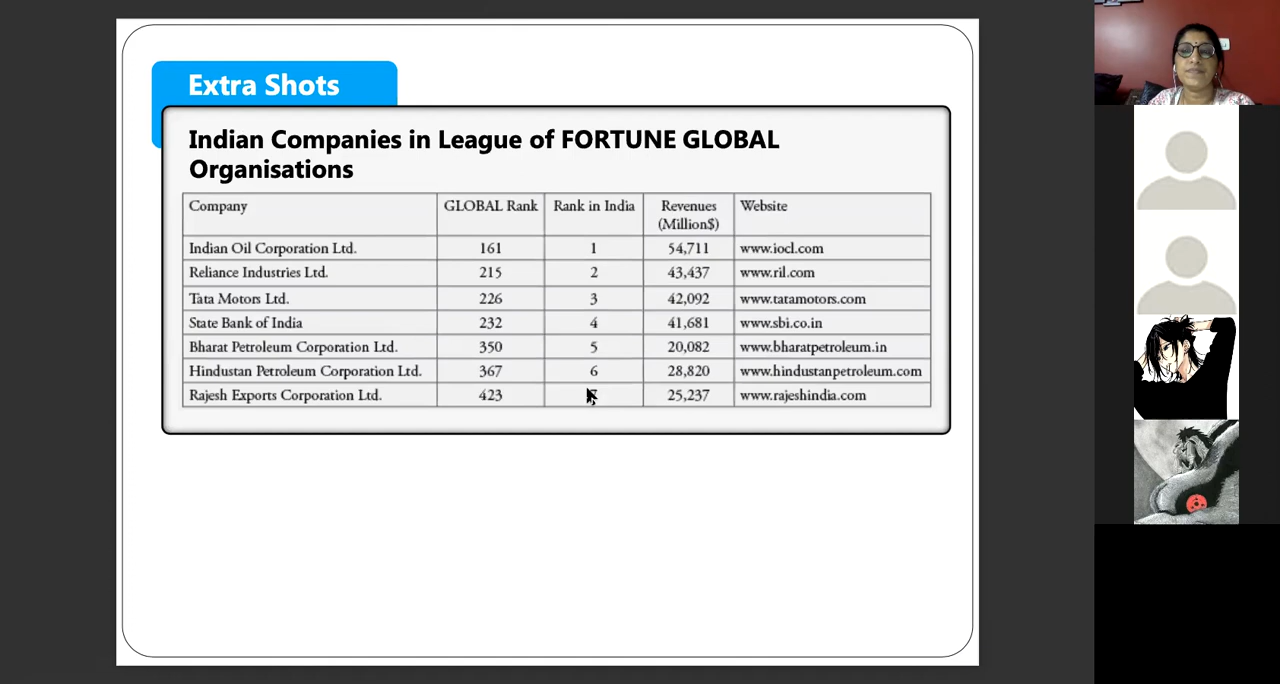 Extra Shots
Indian Companies in League of FORTUNE GLOBAL
Organisations
Company GLOBAL Rank Rank in India Revenues (Million$) Website
Indian Oil Corporation Ltd. 161 1 54,711 www.iocl.com
Reliance Industries Ltd. 215 2 43,437 www.ril.com
Tata Motors Ltd. 226 3 42,092 www.tatamotors.com
State Bank of India 232 4 41,681 www.sbi.co.in
Bharat Petroleum Corporation Ltd. 350 5 20,082 www.bharatpetroleum.in
Hindustan Petroleum Corporation Ltd. 367 6 28,820 www.hindustanpetroleum.com
Rajesh Exports Corporation Ltd. 423 25,237 www.rajeshindia.com